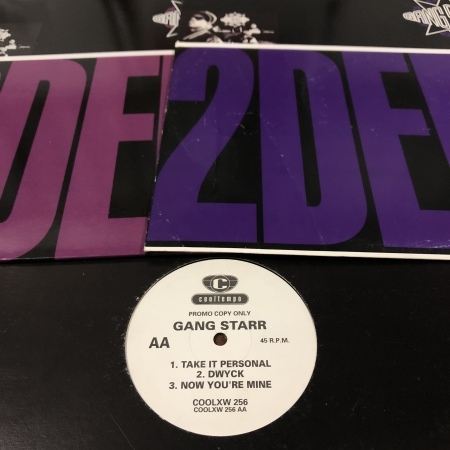 DE
2DE
C
cooltempo
PROMO COPY ONLY
GANG STARR
AA
45 R.P.M.
1. TAKE IT PERSONAL
2. DWYCK
3. NOW YOU'RE MINE
COOLXW 256
COOLXW 256 AA